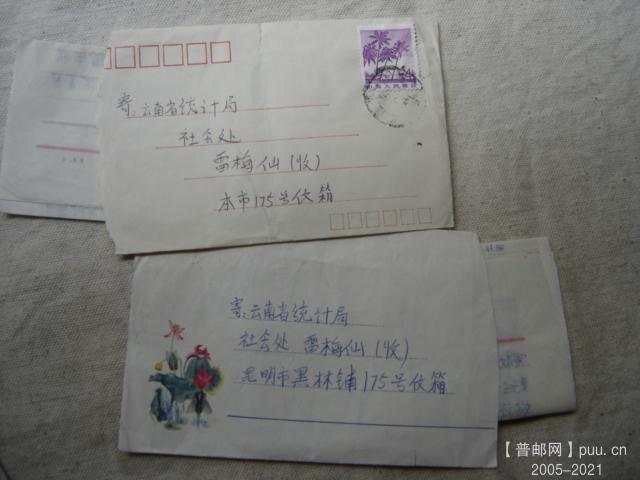 寄：云南省统计局
社会处
雷梅仙（收）
本市175号伩箱
寄：云南省统计局
社会处 雷梅仙（收）
昆明市黑林铺175号伩箱
【普邮网】puu.cn
2005-2021